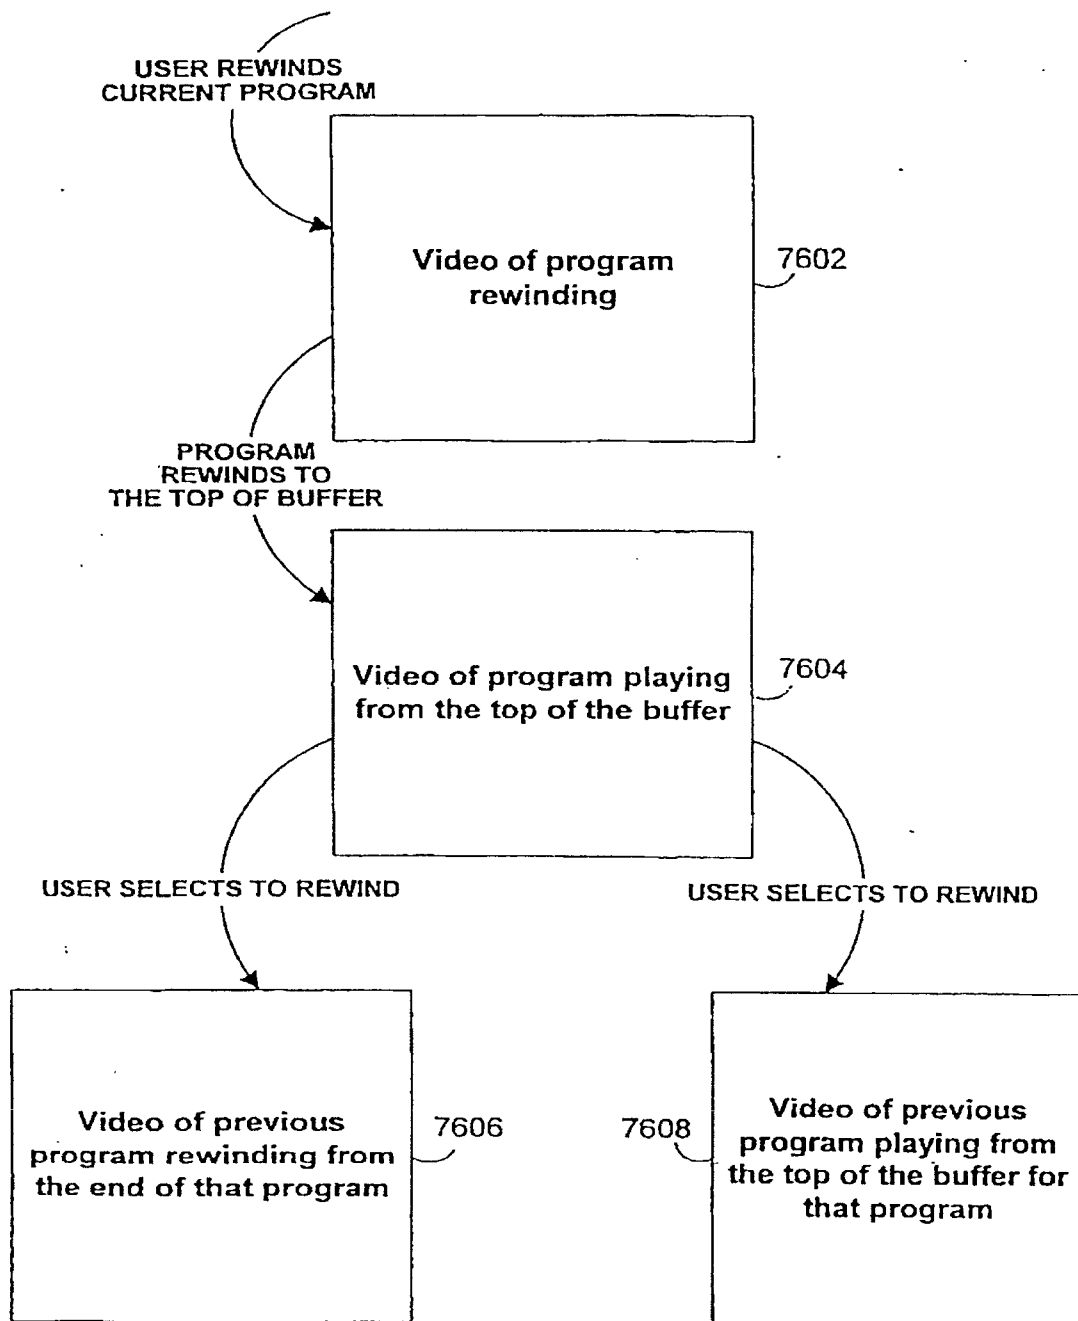 USER REWINDS
CURRENT PROGRAM
Video of program
rewinding
7602
PROGRAM
REWINDS TO
THE TOP OF BUFFER
Video of program playing
from the top of the buffer
7604
USER SELECTS TO REWIND
USER SELECTS TO REWIND
Video of previous
program rewinding from
the end of that program
7606
7608
Video of previous
program playing from
the top of the buffer for
that program